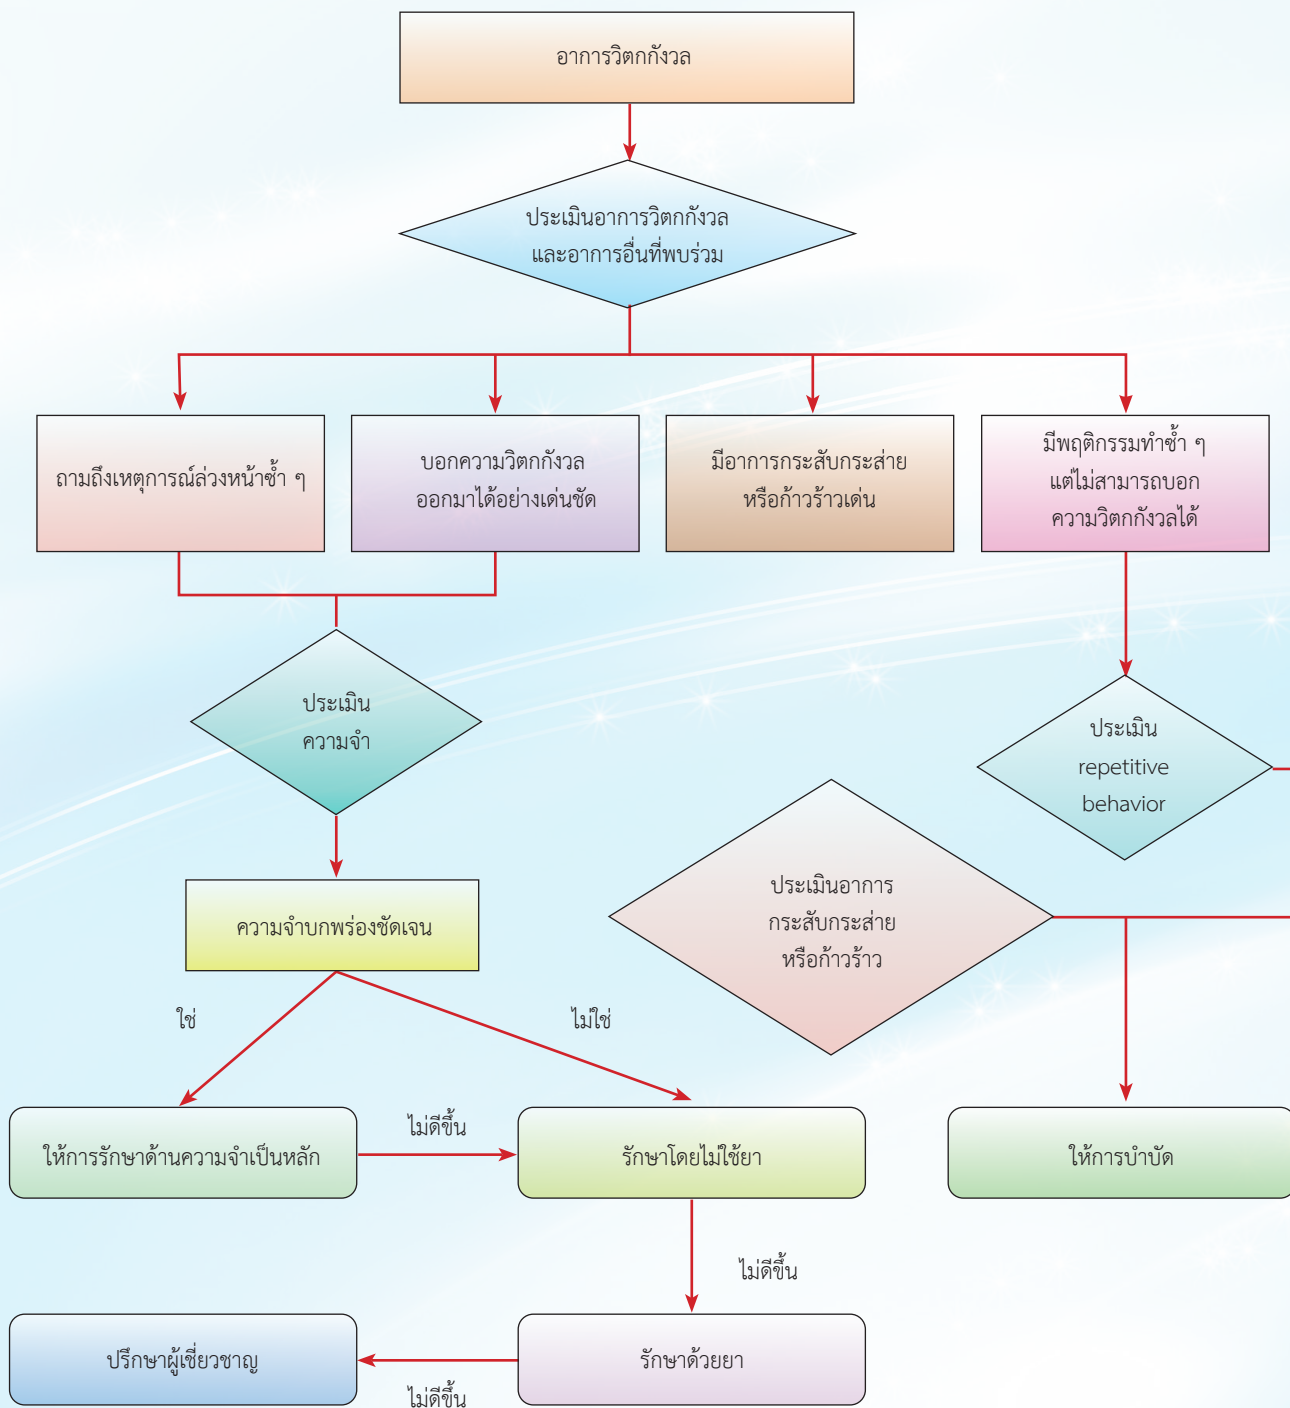 อาการวิตกกังวล
ประเมินอาการวิตกกังวล
และอาการอื่นที่พบร่วม
ถามถึงเหตุการณ์ล่วงหน้าซ้ำ ๆ
บอกความวิตกกังวล
ออกมาได้อย่างเด่นชัด
มีอาการกระสับกระส่าย
หรือก้าวร้าวเด่น
มีพฤติกรรมทำซ้ำ ๆ
แต่ไม่สามารถบอก
ความวิตกกังวลได้
ประเมิน
ความจำ
ประเมิน
repetitive
behavior
ประเมินอาการ
กระสับกระส่าย
หรือก้าวร้าว
ความจำบกพร่องชัดเจน
ใช่
ไม่ใช่
ให้การรักษาด้านความจำเป็นหลัก
ไม่ดีขึ้น
รักษาโดยไม่ใช้ยา
ให้การบำบัด
ไม่ดีขึ้น
ปรึกษาผู้เชี่ยวชาญ
ไม่ดีขึ้น
รักษาด้วยยา